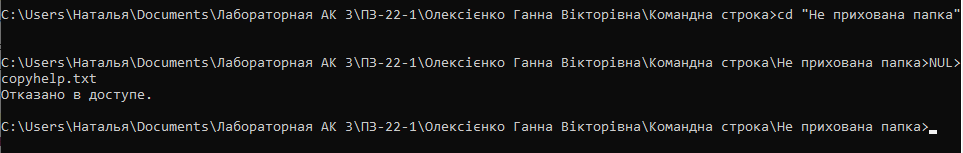 C:\Users\Наталья\Documents\Лабораторная АК 3\ПЗ-22-1\Олексієнко Ганна Вікторівна\Командна строка>cd "Не прихована папка"
C:\Users\Наталья\Documents\Лабораторная АК 3\ПЗ-22-1\Олексієнко Ганна Вікторівна\Командна строка\Не прихована папка>NUL>
copyhelp.txt
Отказано в доступе.
C:\Users\Наталья\Documents\Лабораторная АК 3\ПЗ-22-1\Олексієнко Ганна Вікторівна\Командна строка\Не прихована папка>